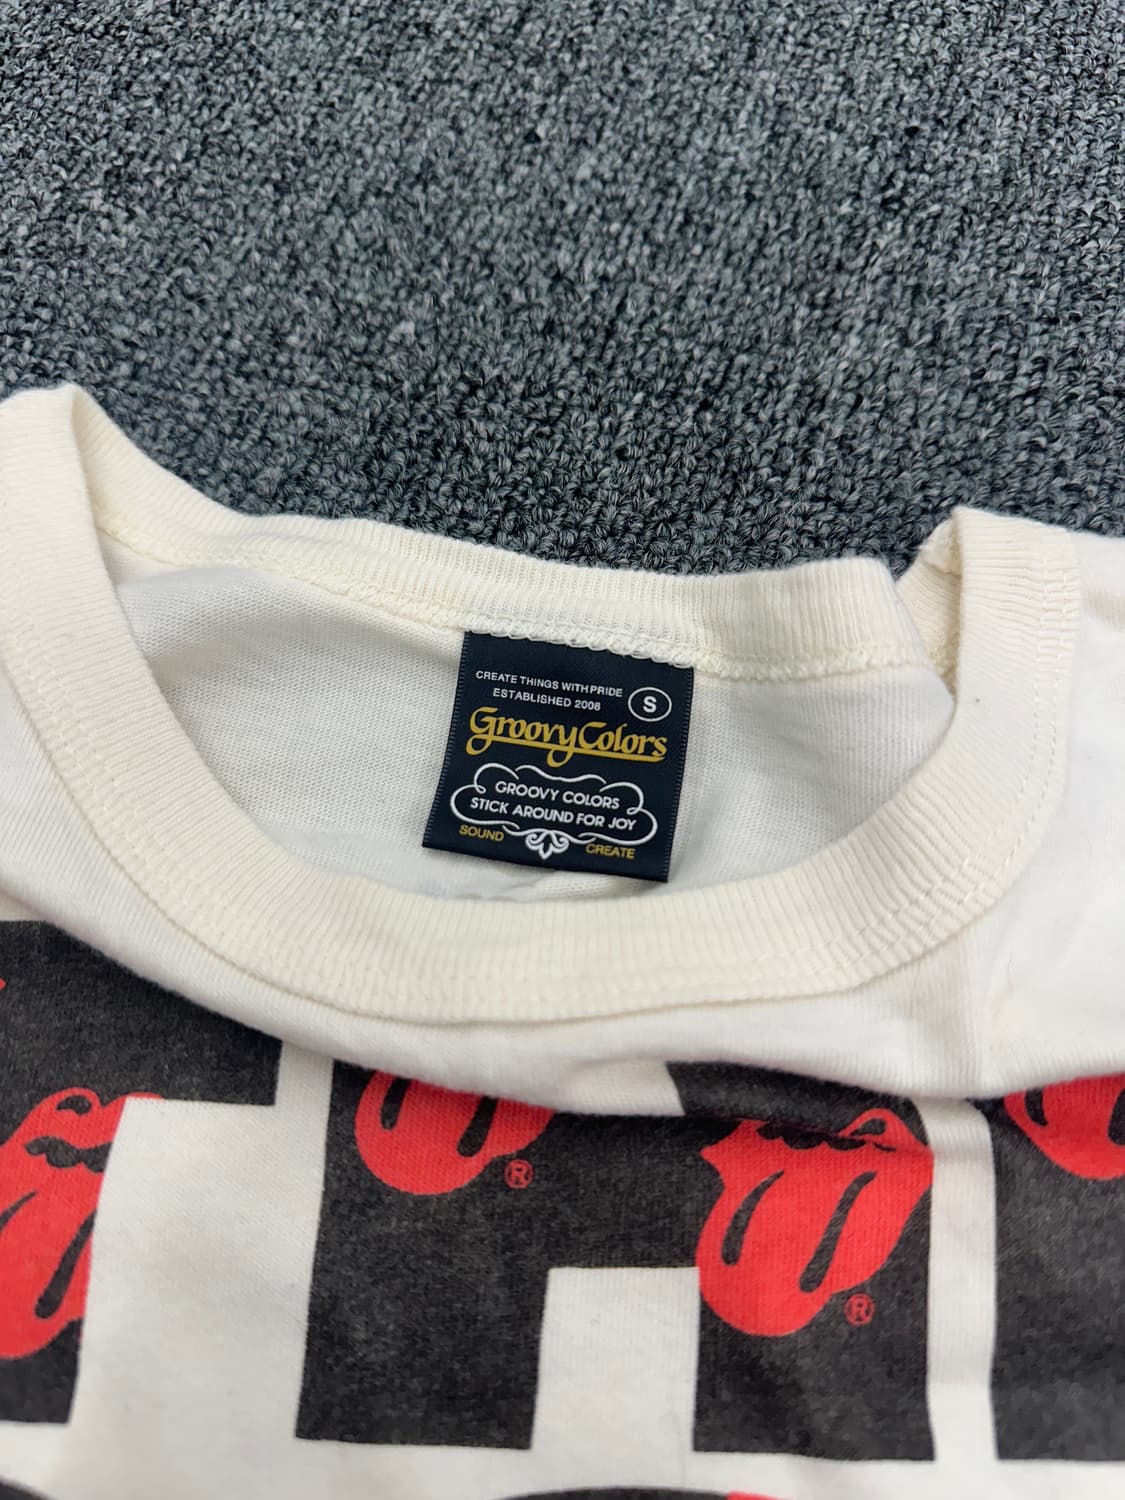 CREATE THINGS WITH PRIDE
ESTABLISHED 2008
S
GroovyColors
GROOVY COLORS
STICK AROUND FOR JOY
SOUND
CREATE
®
®